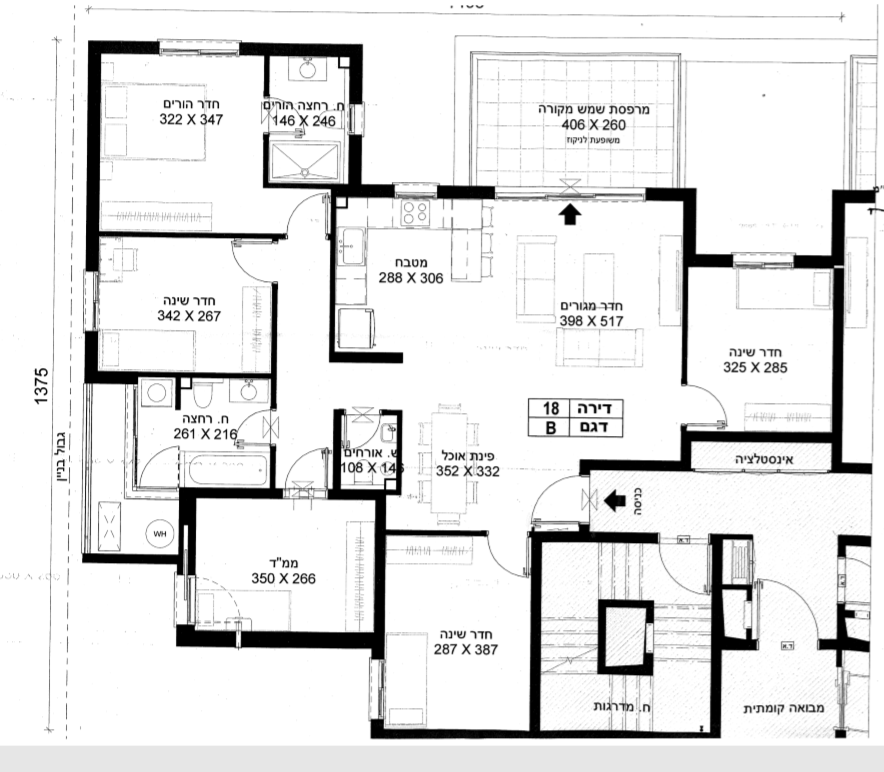 חדר הורים
322 X 347
ח. רחצה הורים
146 X 246
מרפסת שמש מקורה
406 X 260
משופעת לניקוז
מטבח
288 X 306
חדר שינה
342 X 267
חדר מגורים
398 X 517
חדר שינה
325 X 285
1375
גבול בניין
ח. רחצה
261 X 216
ש. אורחים
108 X 146
פינת אוכל
352 X 332
דירה 18
דגם B
אינסטלציה
כניסה
WH
ממ"ד
350 X 266
חדר שינה
287 X 387
ח. מדרגות
מבואה קומתית
ד.א
ד.א
ד.א